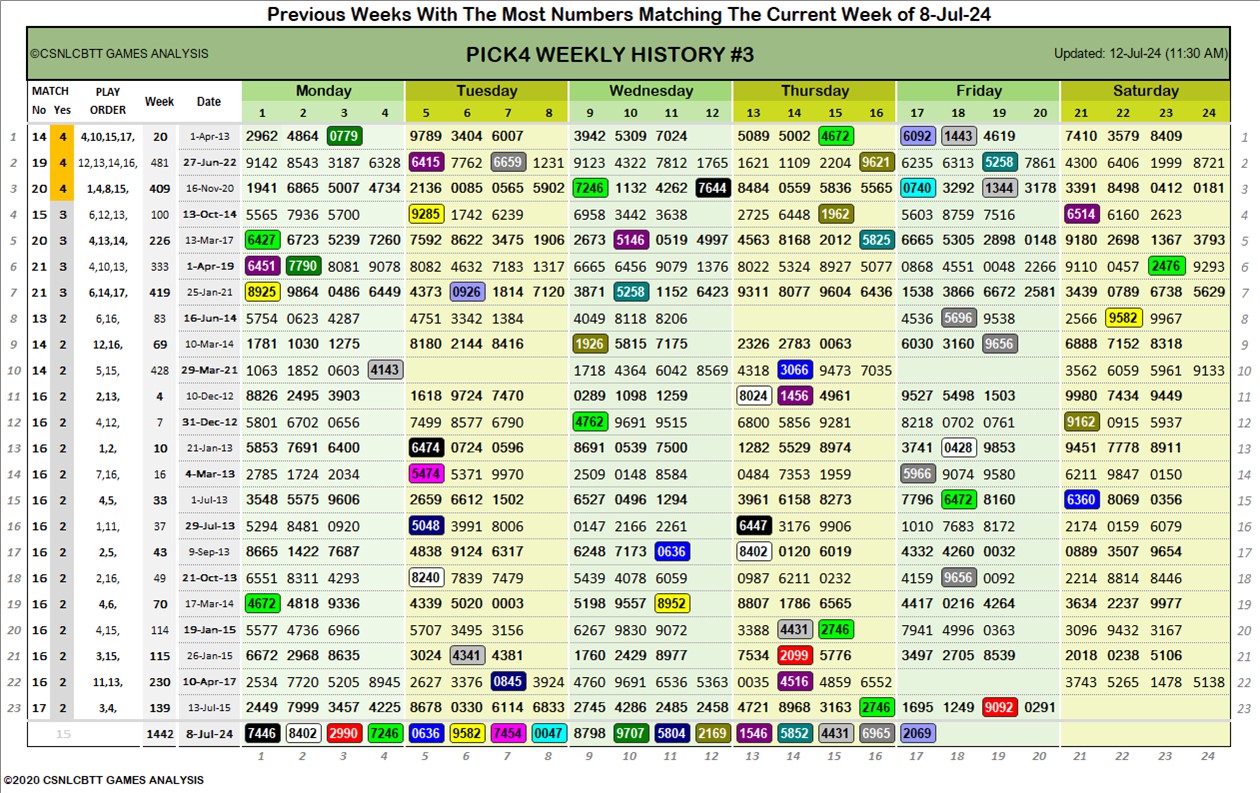 Previous Weeks With The Most Numbers Matching The Current Week of 8-Jul-24
©CSNLCBTT GAMES ANALYSIS PICK4 WEEKLY HISTORY #3 Updated: 12-Jul-24 (11:30 AM)
MATCH PLAY Week Date Monday Tuesday Wednesday Thursday Friday Saturday
No Yes ORDER 1 2 3 4 5 6 7 8 9 10 11 12 13 14 15 16 17 18 19 20 21 22 23 24
1 14 4 4,10,15,17, 20 1-Apr-13 2962 4864 0779 9789 3404 6007 3942 5309 7024 5089 5002 4672 6092 1443 4619 7410 3579 8409 1
2 19 4 12,13,14,16, 481 27-Jun-22 9142 8543 3187 6328 6415 7762 6659 1231 9123 4322 7812 1765 1621 1109 2204 9621 6235 6313 5258 7861 4300 6406 1999 8721 2
3 20 4 1,4,8,15, 409 16-Nov-20 1941 6865 5007 4734 2136 0085 0565 5902 7246 1132 4262 7644 8484 0559 5836 5565 0740 3292 1344 3178 3391 8498 0412 0181 3
4 15 3 6,12,13, 100 13-Oct-14 5565 7936 5700 9285 1742 6239 6958 3442 3638 2725 6448 1962 5603 8759 7516 6514 6160 2623 4
5 20 3 4,13,14, 226 13-Mar-17 6427 6723 5239 7260 7592 8622 3475 1906 2673 5146 0519 4997 4563 8168 2012 5825 6665 5305 2898 0148 9180 2698 1367 3793 5
6 21 3 4,10,13, 333 1-Apr-19 6451 7790 8081 9078 8082 4632 7183 1317 6665 6456 9070 1376 8022 5324 8927 5077 0868 4551 0048 2266 9110 0457 2476 9293 6
7 21 3 6,14,17, 419 25-Jan-21 8925 9864 0486 6449 4373 0926 1814 7120 3871 5258 1152 6423 9311 8077 9604 6436 1538 3866 6672 2581 3439 0789 9438 5629 7
8 13 2 6,16, 83 16-Jun-14 5754 0623 4287 4751 3342 1384 4049 8118 8206 4536 5696 9538 2566 9582 9967 8
9 14 2 12,16, 69 10-Mar-14 1781 1030 1275 8180 2144 8416 1926 5815 7175 2326 2783 0063 6030 3160 9656 6888 7152 8318 9
10 14 2 5,15, 428 29-Mar-21 1063 1852 0603 4143 1718 4364 6042 8569 4318 3066 9473 7035 3562 6059 5961 9133 10
11 16 2 2,13, 4 10-Dec-12 8826 2495 3903 1618 9724 7470 0289 1098 1259 8024 1456 4961 9527 5498 1503 9980 7434 9449 11
12 16 2 4,12, 7 31-Dec-12 5801 6702 0656 7499 8577 6790 4762 9691 9515 6800 5856 9281 8218 0702 0761 9162 0915 5937 12
13 16 2 1,2, 10 21-Jan-13 5853 7691 6400 6474 0724 0596 8691 0539 7500 1282 5529 8974 3741 0428 9853 9451 7778 8911 13
14 16 2 7,16, 16 4-Mar-13 2785 1724 2034 5474 5371 9970 2509 0148 8584 0484 7353 1955 5966 9074 9580 6211 9847 0150 14
15 16 2 4,5, 33 1-Jul-13 3548 5575 9606 2659 6612 1502 6527 0496 1294 3961 6158 8273 7796 6472 8160 6360 8069 0356 15
16 16 2 1,11, 37 29-Jul-13 5294 8481 0920 5048 3991 8006 0147 2166 2261 6447 3176 9906 1010 7683 8172 2174 0159 6079 16
17 16 2 2,5, 43 9-Sep-13 8665 1422 7687 4838 9124 6317 6248 7173 0636 8402 0120 6019 4332 4260 0032 0889 3507 9654 17
18 16 2 2,16, 49 21-Oct-13 6551 8311 4293 8240 7839 7479 5439 4078 6059 0987 6211 0232 4159 9656 0092 2214 8814 8446 18
19 16 2 4,6, 70 17-Mar-14 4672 4818 9336 4339 5020 0003 5198 9557 8952 8807 1786 6565 4417 0216 4264 3634 2237 9977 19
20 16 2 4,15, 114 19-Jan-15 5577 4736 6966 5707 3495 3156 6267 9830 9072 3388 4431 2746 7941 4996 0363 3096 9432 3167 20
21 16 2 3,15, 115 26-Jan-15 6672 2968 8635 3024 4341 4381 1760 2429 8977 7534 2099 5776 3497 2705 8539 2018 0238 5106 21
22 16 2 11,13, 230 10-Apr-17 2534 7720 5205 8945 2627 3376 0845 3924 4760 9691 6536 5363 0035 4516 4859 6552 3743 5265 1478 5138 22
23 17 2 3,4, 139 13-Jul-15 2449 7999 3457 4225 8678 0330 6114 6833 2745 4286 2485 2458 4721 8968 3163 2746 1695 1249 9092 0291 23
15 1442 8-Jul-24 7446 8402 2990 7246 0636 9582 7454 0047 8798 9707 5804 2169 1546 5852 4431 6965 2069
1 2 3 4 5 6 7 8 9 10 11 12 13 14 15 16 17 18 19 20 21 22 23 24
©2020 CSNLCBTT GAMES ANALYSIS